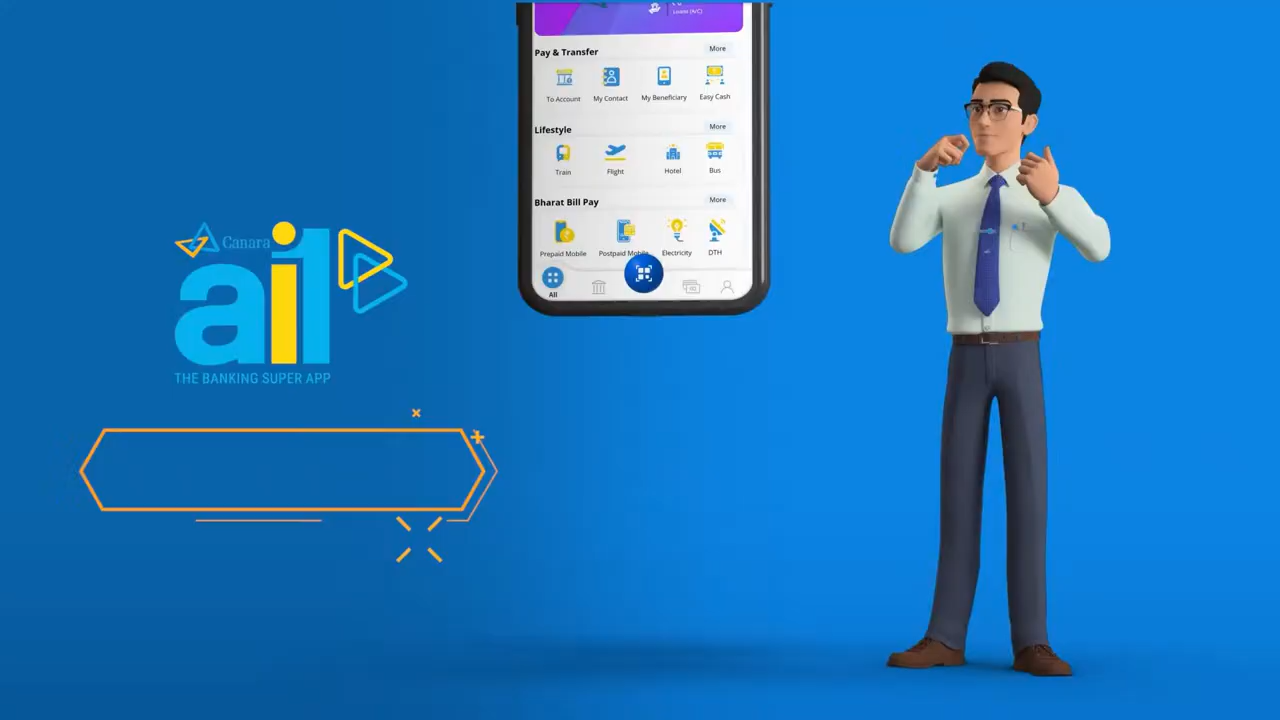 Loans (A/C)
Pay & Transfer More
To Account My Contact My Beneficiary Easy Cash
Lifestyle More
Train Flight Hotel Bus
Bharat Bill Pay More
Prepaid Mobile Postpaid Mobile Electricity DTH
All
Canara
ai1
THE BANKING SUPER APP